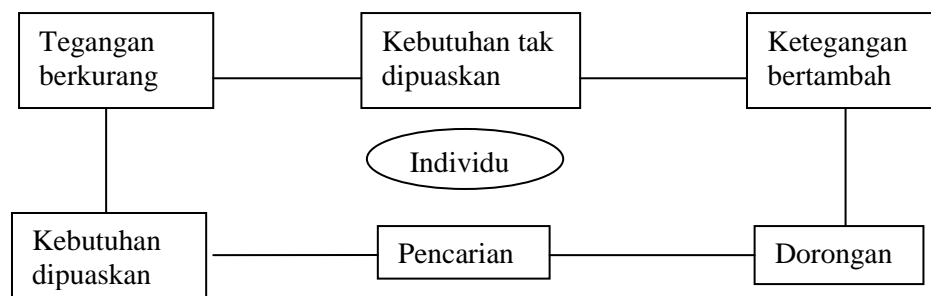 Tegangan
berkurang
Kebutuhan tak
dipuaskan
Ketegangan
bertambah
Individu
Kebutuhan
dipuaskan
Pencarian
Dorongan